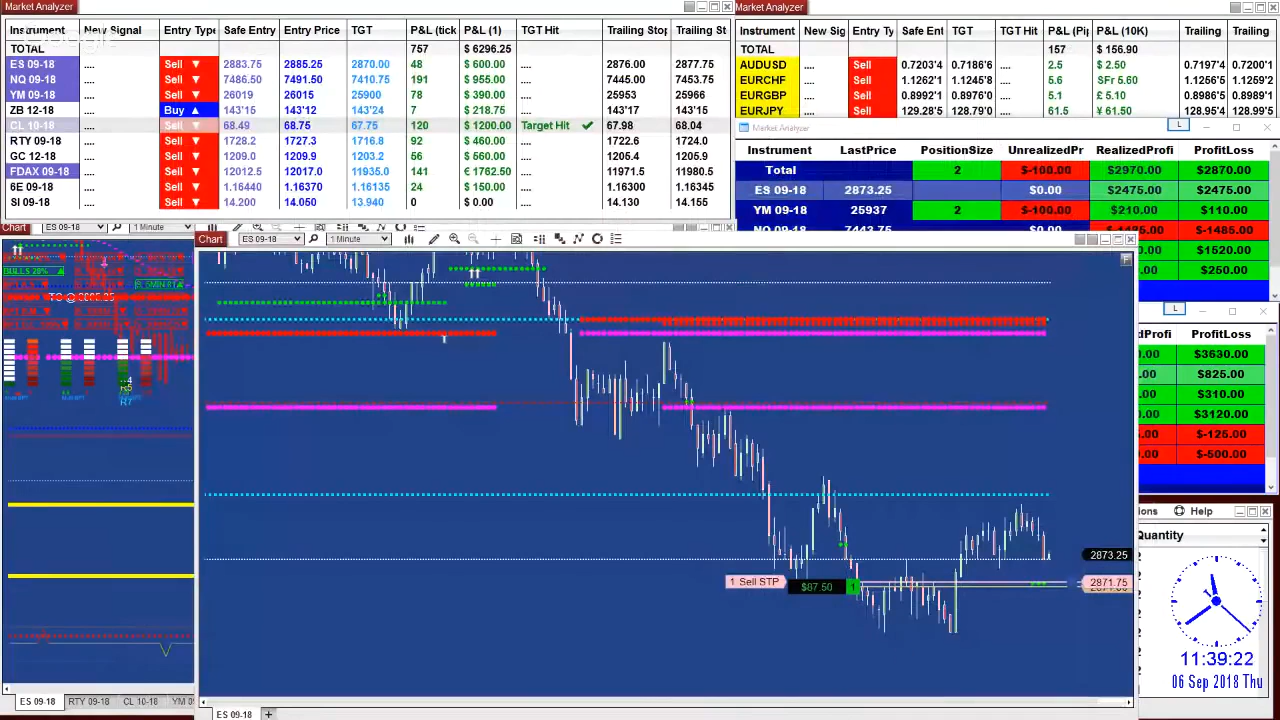 Market Analyzer
Instrument New Signal Entry Type Safe Entry Entry Price TGT P&L (tick P&L (1) TGT Hit Trailing Stop Trailing St
TOTAL 757 $ 6296.25
ES 09-18 .... Sell ▼ 2883.75 2885.25 2870.00 48 $ 600.00 .... 2876.00 2877.75
NQ 09-18 .... Sell ▼ 7486.50 7491.50 7410.75 191 $ 955.00 .... 7445.00 7453.75
YM 09-18 .... Sell ▼ 26019 26015 25900 78 $ 390.00 .... 25953 25966
ZB 12-18 .... Buy ▲ 143'15 143'12 143'24 7 $ 218.75 .... 143'17 143'15
CL 10-18 .... Sell ▼ 68.49 68.75 67.75 120 $ 1200.00 Target Hit ✔ 67.98 68.04
RTY 09-18 .... Sell ▼ 1728.2 1727.3 1716.8 92 $ 460.00 .... 1722.6 1724.0
GC 12-18 .... Sell ▼ 1209.0 1209.9 1203.2 56 $ 560.00 .... 1205.4 1206.9
FDAX 09-18 .... Sell ▼ 12012.5 12017.0 11935.0 141 € 1762.50 .... 11971.5 11980.5
6E 09-18 .... Sell ▼ 1.16440 1.16370 1.16135 24 $ 150.00 .... 1.16300 1.16345
SI 09-18 .... Sell ▼ 14.200 14.050 13.940 0 $ 0.00 .... 14.130 14.155
Market Analyzer
Instrument New Sig Entry Ty Safe Ent TGT TGT Hit P&L (Pi P&L (10K) Trailing Trailing
TOTAL 157 $ 156.90
AUDUSD .... Sell 0.7203'4 0.7186'6 .... 2.5 $ 2.50 0.7197'4 0.7200'1
EURCHF .... Sell 1.1262'1 1.1245'8 .... 5.6 $Fr 5.60 1.1256'5 1.1259'2
EURGBP .... Sell 0.8992'1 0.8976'1 .... 5.1 £ 5.10 0.8986'1 0.8989'1
EURJPY .... Sell 129.28'5 128.79'0 .... 61.5 ¥ 61.50 128.95'4 129.04'1
Market Analyzer
L
Instrument LastPrice PositionSize UnrealizedPr RealizedProfi ProfitLoss
Total 2 $-100.00 $2970.00 $2870.00
ES 09-18 2873.25 $0.00 $2475.00 $2475.00
YM 09-18 25937 2 $-100.00 $210.00 $110.00
$-1485.00
$1520.00
$250.00
L
ProfitLoss
$3630.00
$825.00
$310.00
$3120.00
$-125.00
$-500.00
Chart ES 09-18 1 Minute
BULLS 20%
2873.25
1 Sell STP $87.50 1 2871.75
Help
Quantity
11:39:22
06 Sep 2018 Thu
ES 09-18 RTY 09-18 CL 10-18
ES 09-18 +